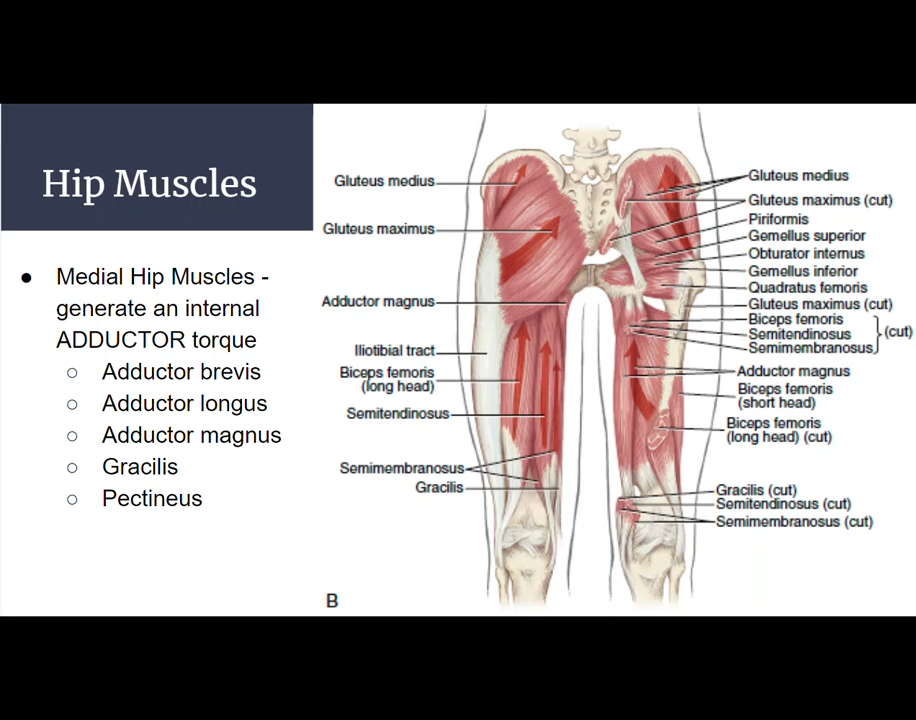 Hip Muscles
● Medial Hip Muscles -
generate an internal
ADDUCTOR torque
○ Adductor brevis
○ Adductor longus
○ Adductor magnus
○ Gracilis
○ Pectineus
Gluteus medius
Gluteus maximus
Adductor magnus
Iliotibial tract
Biceps femoris
(long head)
Semitendinosus
Semimembranosus
Gracilis
B
Gluteus medius
Gluteus maximus (cut)
Piriformis
Gemellus superior
Obturator internus
Gemellus inferior
Quadratus femoris
Gluteus maximus (cut)
Biceps femoris
Semitendinosus
Semimembranosus
(cut)
Adductor magnus
Biceps femoris
(short head)
Biceps femoris
(long head) (cut)
Gracilis (cut)
Semitendinosus (cut)
Semimembranosus (cut)